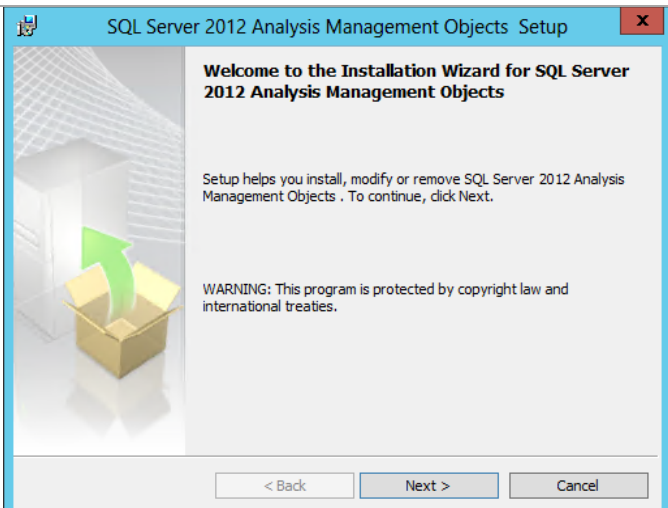 SQL Server 2012 Analysis Management Objects  Setup
x
Welcome to the Installation Wizard for SQL Server
2012 Analysis Management Objects
Setup helps you install, modify or remove SQL Server 2012 Analysis
Management Objects . To continue, click Next.
WARNING: This program is protected by copyright law and
international treaties.
< Back
Next >
Cancel